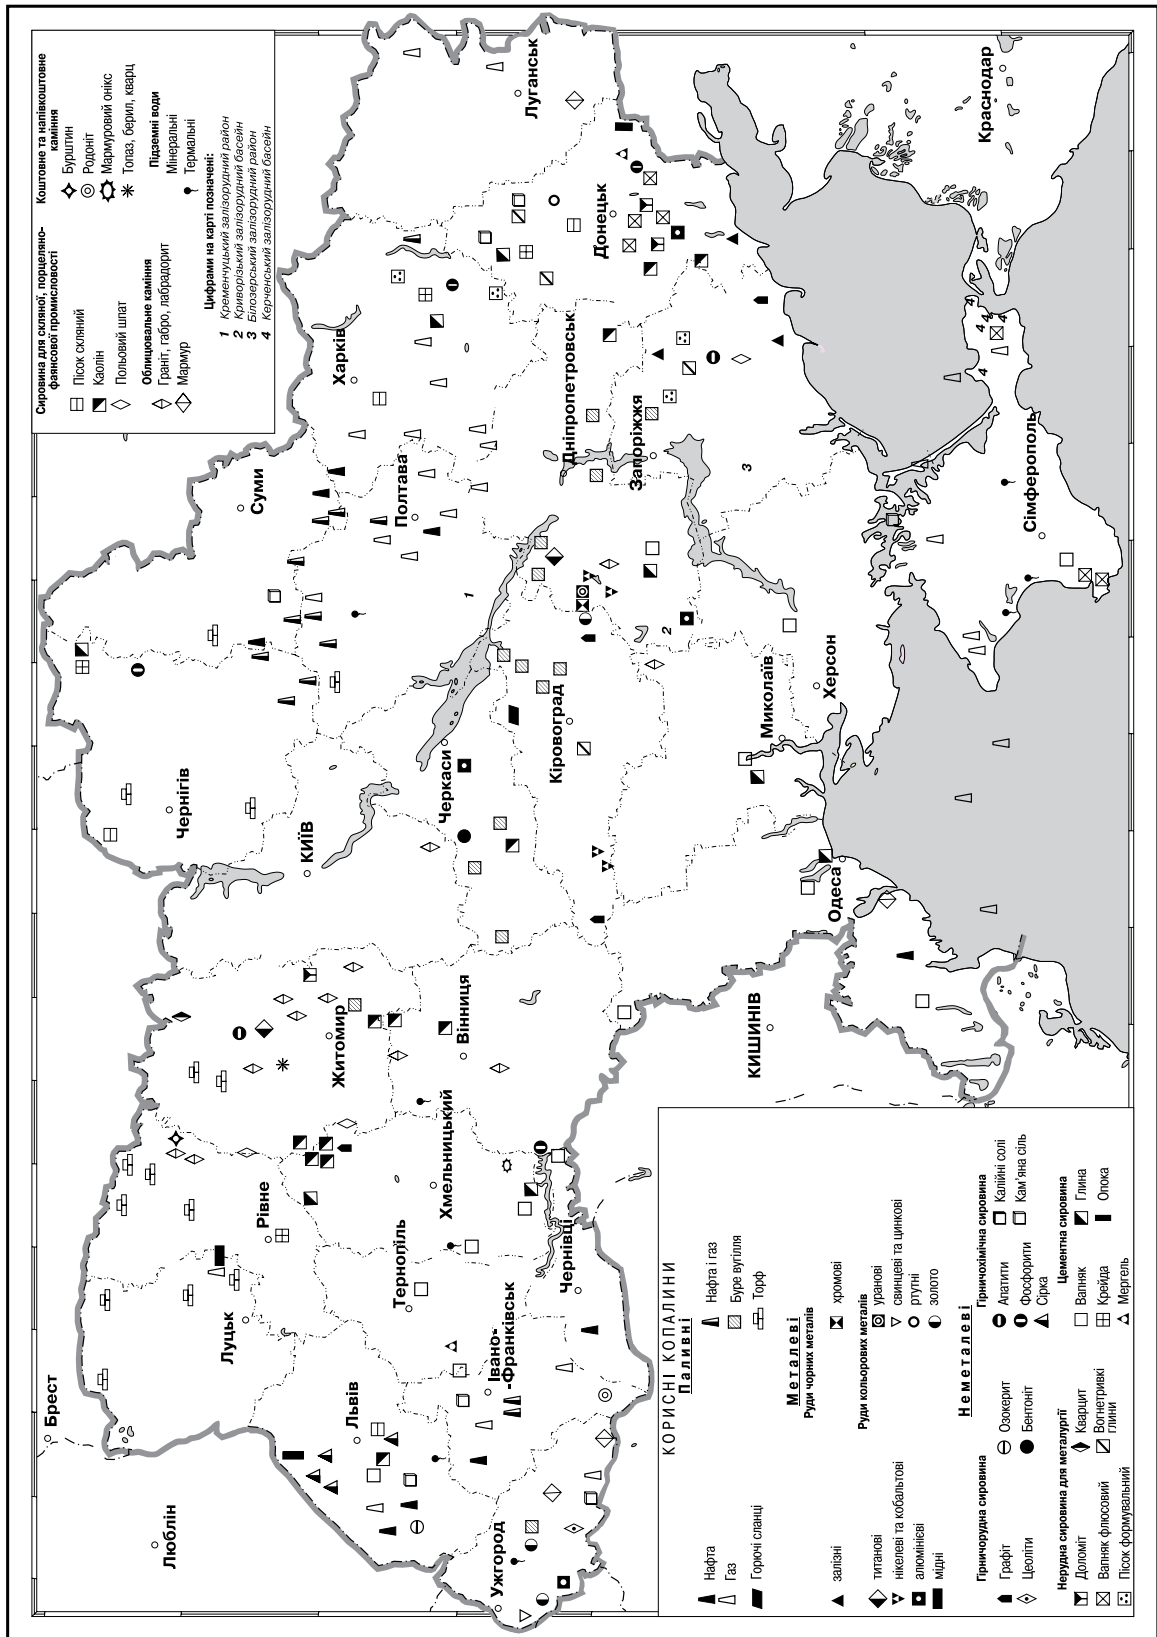 Сировина для скляної, порцеляно-
фаянсової промисловості
Пісок скляний
Каолін
Польовий шпат
Облицювальне каміння
Граніт, габро, лабрадорит
Мармур
Коштовне та напівкоштовне
каміння
Бурштин
Родоніт
Мармуровий онікс
Топаз, берил, кварц
Підземні води
Мінеральні
Термальні
Цифрами на карті позначені:
1 Кременчуцький залізорудний район
2 Криворізький залізорудний басейн
3 Білозерський залізорудний район
4 Керченський залізорудний басейн
Брест
Люблін
Луцьк
Рівне
Житомир
КИЇВ
Чернігів
Суми
Харків
Луганськ
Львів
Тернопіль
Хмельницький
Вінниця
Черкаси
Полтава
Ужгород
Івано-
-Франківськ
Чернівці
Кіровоград
Дніпропетровськ
Запоріжжя
Донецьк
КИШИНІВ
Одеса
Миколаїв
Херсон
Сімферополь
Краснодар
1
2
3
4
4
4
4
4
КОРИСНІ КОПАЛИНИ
Паливні
Нафта
Газ
Горючі сланці
Нафта і газ
Буре вугілля
Торф
Металеві
Руди чорних металів
залізні
хромові
Руди кольорових металів
титанові
нікелеві та кобальтові
алюмінієві
мідні
уранові
свинцеві та цинкові
ртутні
золото
Неметалеві
Гірничорудна сировина
Графіт
Цеоліти
Озокерит
Бентоніт
Гірничохімічна сировина
Апатити
Фосфорити
Сірка
Калійні солі
Кам'яна сіль
Нерудна сировина для металургії
Доломіт
Вапняк флюсовий
Пісок формувальний
Кварцит
Вогнетривкі
глини
Цементна сировина
Вапняк
Крейда
Мергель
Глина
Опока